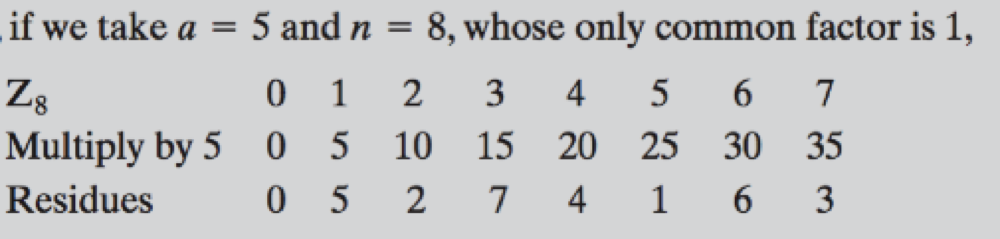 if we take a = 5 and n = 8, whose only common factor is 1,
Z₈ 0 1 2 3 4 5 6 7
Multiply by 5 0 5 10 15 20 25 30 35
Residues 0 5 2 7 4 1 6 3